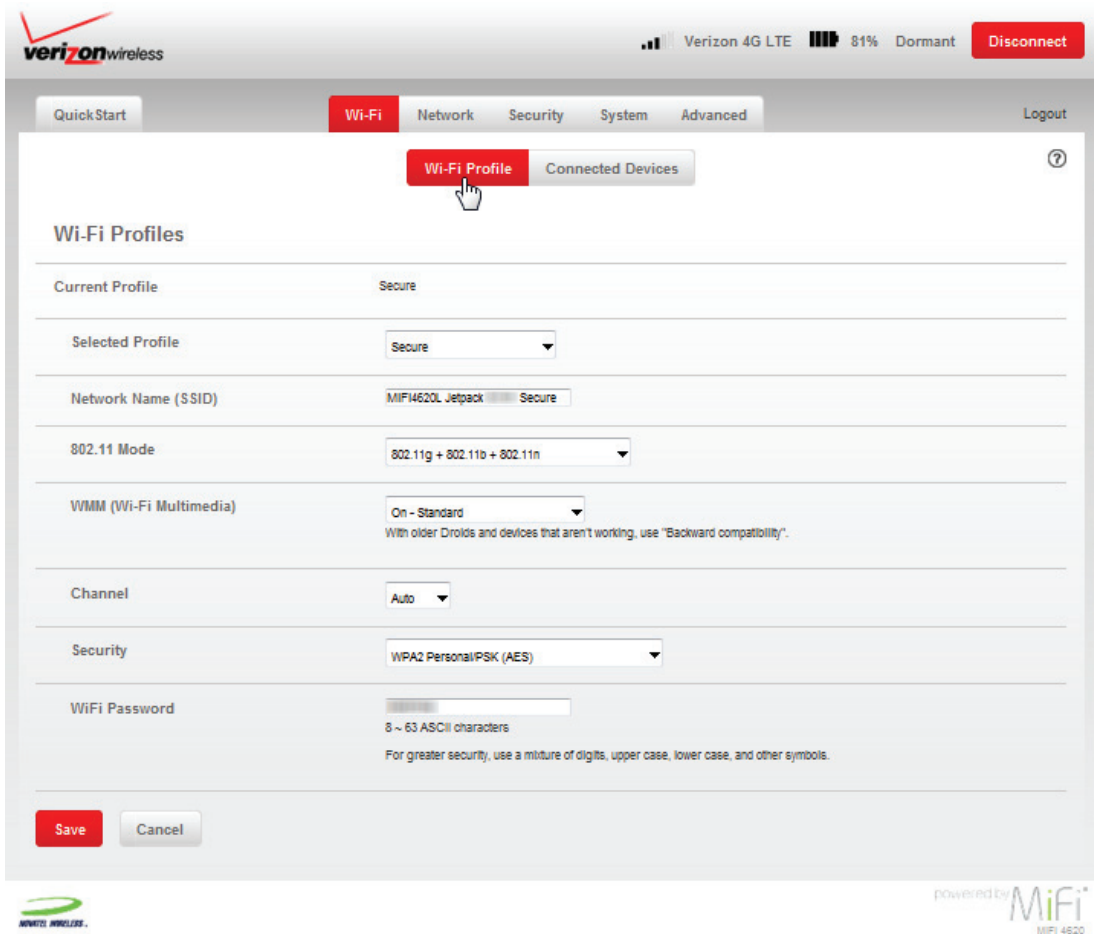 verizonwireless
Verizon 4G LTE 81% Dormant Disconnect
QuickStart Wi-Fi Network Security System Advanced Logout
Wi-Fi Profile Connected Devices ?
Wi-Fi Profiles
Current Profile Secure
Selected Profile Secure
Network Name (SSID) MIFI4620L Jetpack Secure
802.11 Mode 802.11g + 802.11b + 802.11n
WMM (Wi-Fi Multimedia) On - Standard
With older Droids and devices that aren't working, use "Backward compatibility".
Channel Auto
Security WPA2 Personal/PSK (AES)
WiFi Password
8 ~ 63 ASCII characters
For greater security, use a mixture of digits, upper case, lower case, and other symbols.
Save Cancel
NOVATEL WIRELESS.
powered by MiFi
MIFI 4620